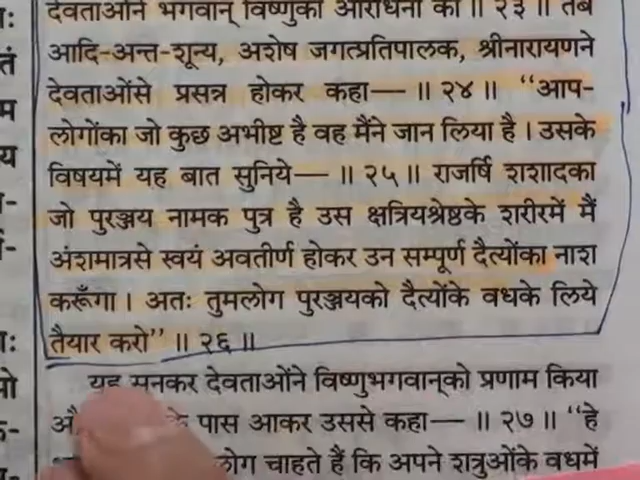 देवताओंने भगवान् विष्णुकी आराधना की ॥ २३ ॥ तब
आदि-अन्त-शून्य, अशेष जगत्प्रतिपालक, श्रीनारायणने
देवताओंसे प्रसन्न होकर कहा— ॥ २४ ॥ “आप-
लोगोंका जो कुछ अभीष्ट है वह मैंने जान लिया है । उसके
विषयमें यह बात सुनिये— ॥ २५ ॥ राजर्षि शशादका
जो पुरञ्जय नामक पुत्र है उस क्षत्रियश्रेष्ठके शरीरमें मैं
अंशमात्रसे स्वयं अवतीर्ण होकर उन सम्पूर्ण दैत्योंका नाश
करूँगा । अतः तुमलोग पुरञ्जयको दैत्योंके वधके लिये
तैयार करो” ॥ २६ ॥
यह सुनकर देवताओंने विष्णुभगवान्‌को प्रणाम किया
के पास आकर उससे कहा— ॥ २७ ॥ “हे
लोग चाहते हैं कि अपने शत्रुओंके वधमें